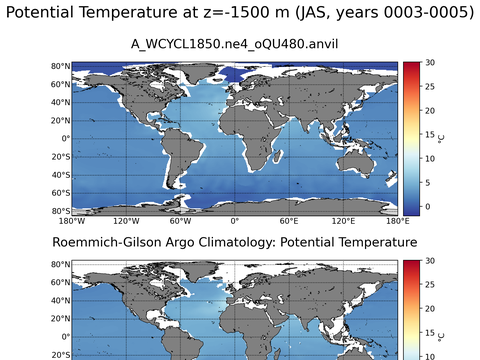 Potential Temperature at z=-1500 m (JAS, years 0003-0005)
A_WCYCL1850.ne4_oQU480.anvil
80°N
60°N
40°N
20°N
0°
20°S
40°S
60°S
80°S
180°W 120°W 60°W 0° 60°E 120°E 180°E
30
25
20
15
10
5
0
°C
Roemmich-Gilson Argo Climatology: Potential Temperature
80°N
60°N
40°N
20°N
0°
20°S
30
25
20
15
10
°C